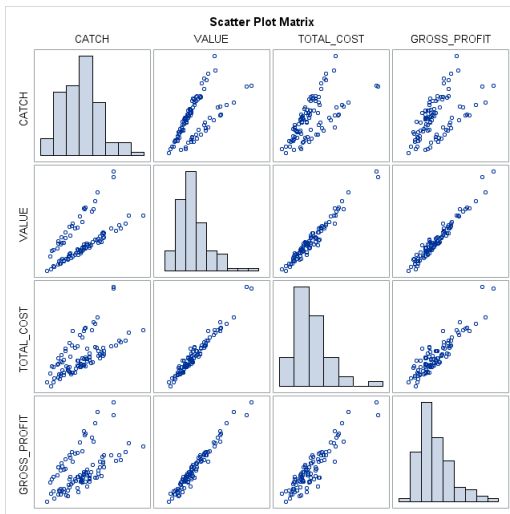 Scatter Plot Matrix
CATCH VALUE TOTAL_COST GROSS_PROFIT
CATCH
VALUE
TOTAL_COST
GROSS_PROFIT